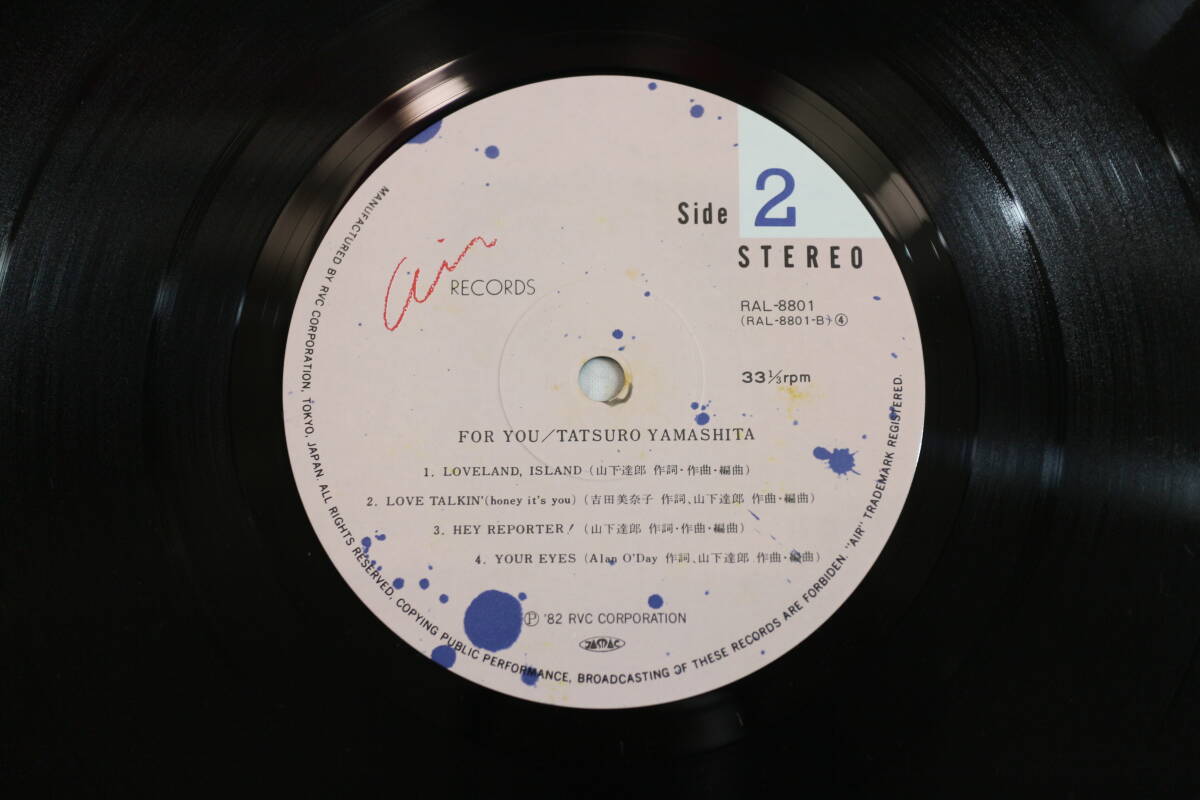 Side 2
STEREO
Air RECORDS
RAL-8801
(RAL-8801-B) ④
33⅓rpm
FOR YOU/TATSURO YAMASHITA
1. LOVELAND, ISLAND (山下達郎 作詞・作曲・編曲)
2. LOVE TALKIN' (honey it's you) (吉田美奈子 作詞、山下達郎 作曲・編曲)
3. HEY REPORTER! (山下達郎 作詞・作曲・編曲)
4. YOUR EYES (Alan O'Day 作詞、山下達郎 作曲・編曲)
Ⓟ '82 RVC CORPORATION
JASRAC
MANUFACTURED BY RVC CORPORATION, TOKYO, JAPAN. ALL RIGHTS RESERVED, COPYING PUBLIC PERFORMANCE, BROADCASTING OF THESE RECORDS ARE FORBIDEN. "AIR" TRADEMARK REGISTERED.